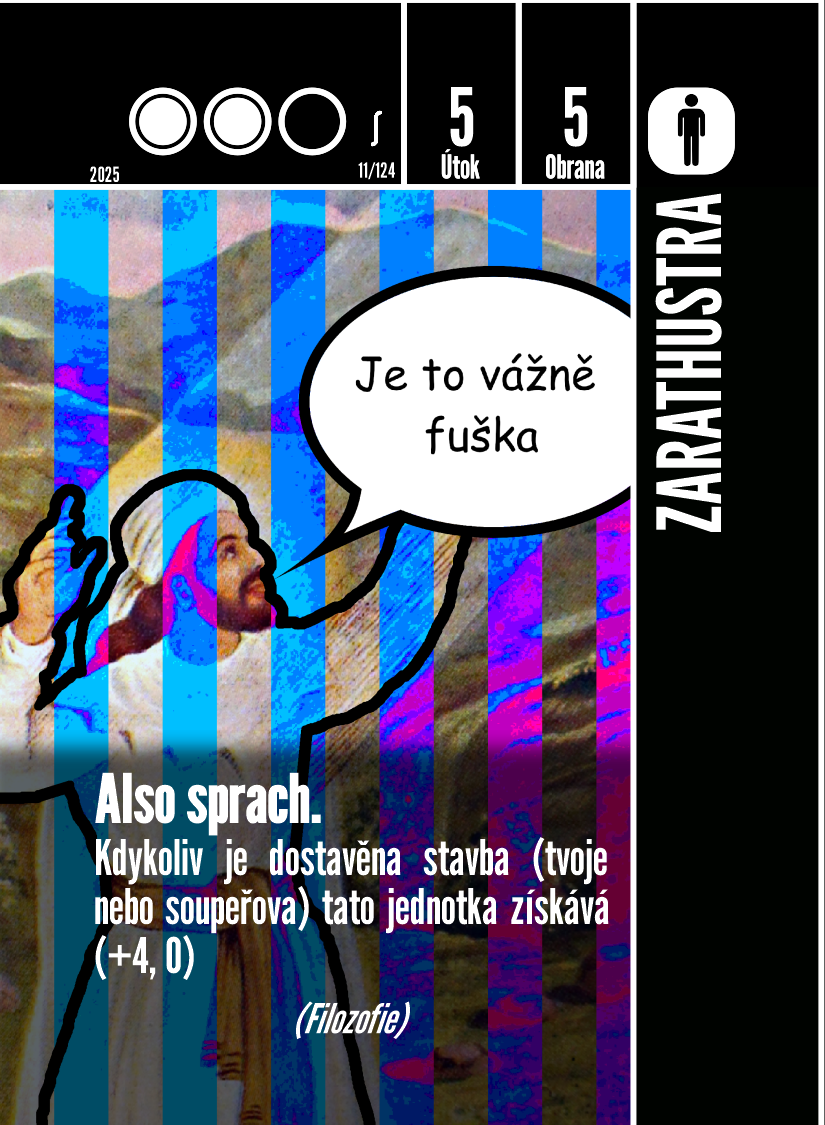 2025
ʃ
11/124
5
Útok
5
Obrana
ZARATHUSTRA
Je to vážně
fuška
Also sprach.
Kdykoliv je dostavěna stavba (tvoje
nebo soupeřova) tato jednotka získává
(+4, 0)
(Filozofie)